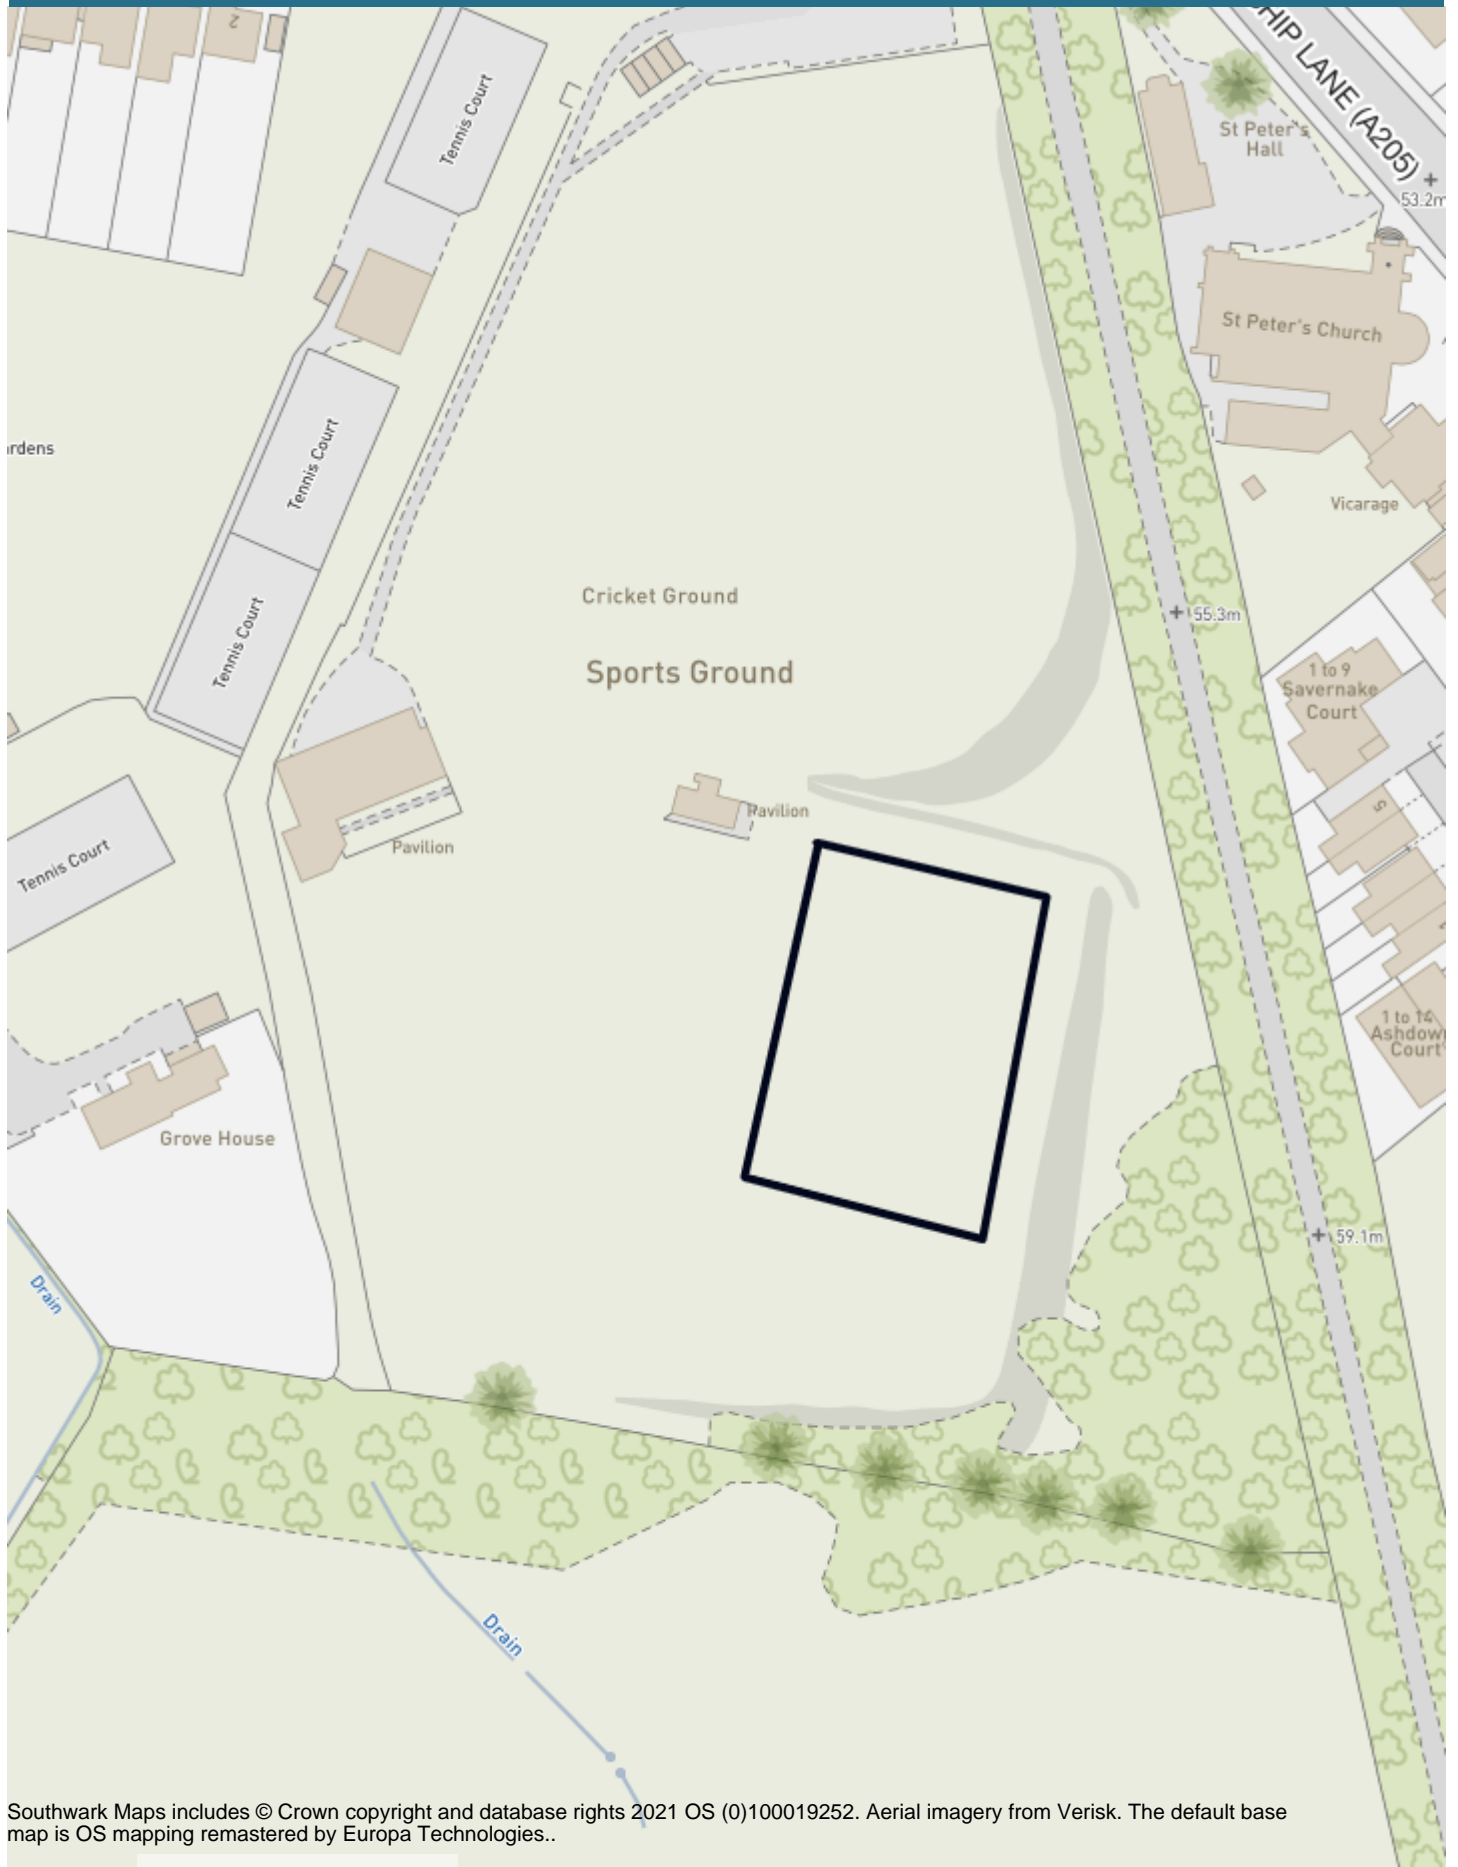 2
Tennis Court
HIP LANE (A205)
St Peter's
Hall
53.2m
St Peter's Church
rdens
Tennis Court
Vicarage
Cricket Ground
55.3m
Tennis Court
Sports Ground
1 to 9
Savernake
Court
5
Pavilion
Pavilion
Tennis Court
1 to 14
Ashdow
Court
Grove House
59.1m
Drain
Drain
Southwark Maps includes © Crown copyright and database rights 2021 OS (0)100019252. Aerial imagery from Verisk. The default base
map is OS mapping remastered by Europa Technologies..